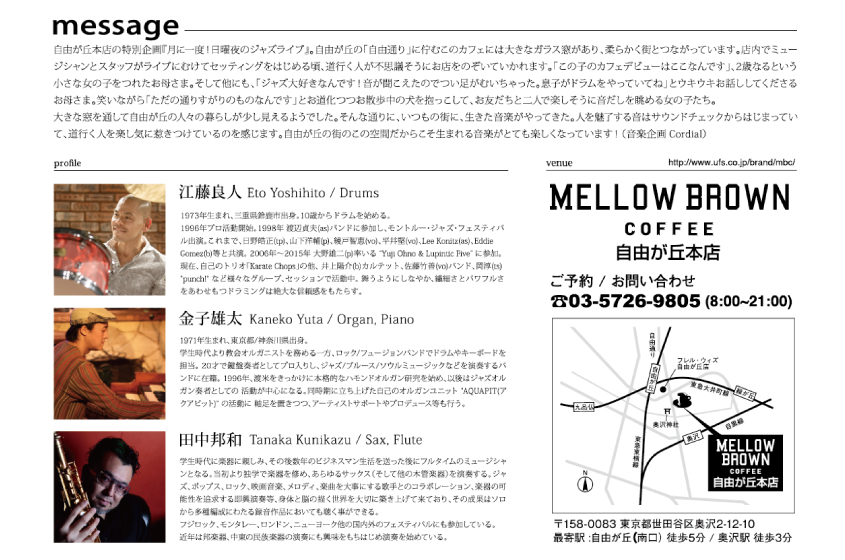 message
自由が丘本店の特別企画『月に一度！日曜夜のジャズライブ』。自由が丘の「自由通り」に佇むこのカフェには大きなガラス窓があり、柔らかく街とつながっています。店内でミュー
ジシャンとスタッフがライブにむけてセッティングをはじめる頃、道行く人が不思議そうにお店をのぞいていかれます。「この子のカフェデビューはここなんです」、2歳なるという
小さな女の子をつれたお母さま。そして他にも、「ジャズ大好きなんです！音が聞こえたのでつい足がむいちゃった。息子がドラムをやっていてね」とウキウキお話ししてくださる
お母さま。笑いながら「ただの通りすがりのものなんです」とお道化つつお散歩中の犬を抱っこして、お友だちと二人で楽しそうに音だしを眺める女の子たち。
大きな窓を通して自由が丘の人々の暮らしが少し見えるようでした。そんな通りに、いつもの街に、生きた音楽がやってきた。人を魅了する音はサウンドチェックからはじまってい
て、道行く人を楽し気に惹きつけているのを感じます。自由が丘の街のこの空間だからこそ生まれる音楽がとても楽しくなっています！（音楽企画 Cordial）
profile
江藤良人 Eto Yoshihito / Drums
1973年生まれ、三重県鈴鹿市出身。10歳からドラムを始める。
1996年プロ活動開始。1998年 渡辺貞夫(as)バンドに参加し、モントルー・ジャズ・フェスティバ
ル出演。これまで、日野皓正(tp)、山下洋輔(p)、綾戸智恵(vo)、平井堅(vo)、Lee Konitz(as)、Eddie
Gomez(b)等と共演。 2006年〜2015年 大野雄二(p)率いる "Yuji Ohno & Lupintic Five" に参加。
現在、自己のトリオ「Karate Chops」の他、 井上陽介(b)カルテット、佐藤竹善(vo)バンド、岡淳(ts)
"punch!" など様々なグループ、セッションで活動中。 舞うようにしなやか、繊細さとパワフルさ
をあわせもつドラミングは絶大な信頼感をもたらす。
金子雄太 Kaneko Yuta / Organ, Piano
1971年生まれ、東京都/神奈川県出身。
学生時代より教会オルガニストを務める一方、ロック/フュージョンバンドでドラムやキーボードを
担当。20才で鍵盤奏者としてプロ入りし、ジャズ/ブルース/ソウルミュージックなどを演奏するバ
ンドに在籍。1996年、渡米をきっかけに本格的なハモンドオルガン研究を始め、以後はジャズオル
ガン奏者としての 活動が中心になる。同時期に立ち上げた自己のオルガンユニット "AQUAPIT(ア
クアピット)" の活動に 軸足を置きつつ、アーティストサポートやプロデュース等も行う。
田中邦和 Tanaka Kunikazu / Sax, Flute
学生時代に楽器に親しみ、その後数年のビジネスマン生活を送った後にフルタイムのミュージシャ
ンとなる。当初より独学で楽器を修め、あらゆるサックス（そして他の木管楽器）を演奏する。ジャ
ズ、ポップス、ロック、映画音楽、メロディ、楽曲を大事にする歌手とのコラボレーション、楽器の可
能性を追求する即興演奏等、身体と脳の描く世界を大切に築き上げて来ており、その成果はソロ
から多種編成にわたる録音作品においても聴く事ができる。
フジロック、モンタレー、ロンドン、ニューヨーク他の国内外のフェスティバルにも参加している。
近年は邦楽器、中東の民族楽器の演奏にも興味をもちはじめ演奏を始めている。
venue
http://www.ufs.co.jp/brand/mbc/
MELLOW BROWN
COFFEE
自由が丘本店
ご予約 / お問い合わせ
☎03-5726-9805 (8:00~21:00)
自由通り
フレル・ウィズ
自由が丘店
自由が丘
東急大井町線
緑が丘
九品仏
奥沢神社
奥沢
目黒線
東急東横線
N
MELLOW
BROWN
COFFEE
自由が丘本店
〒158-0083 東京都世田谷区奥沢2-12-10
最寄駅 :自由が丘(南口) 徒歩5分 / 奥沢駅 徒歩3分